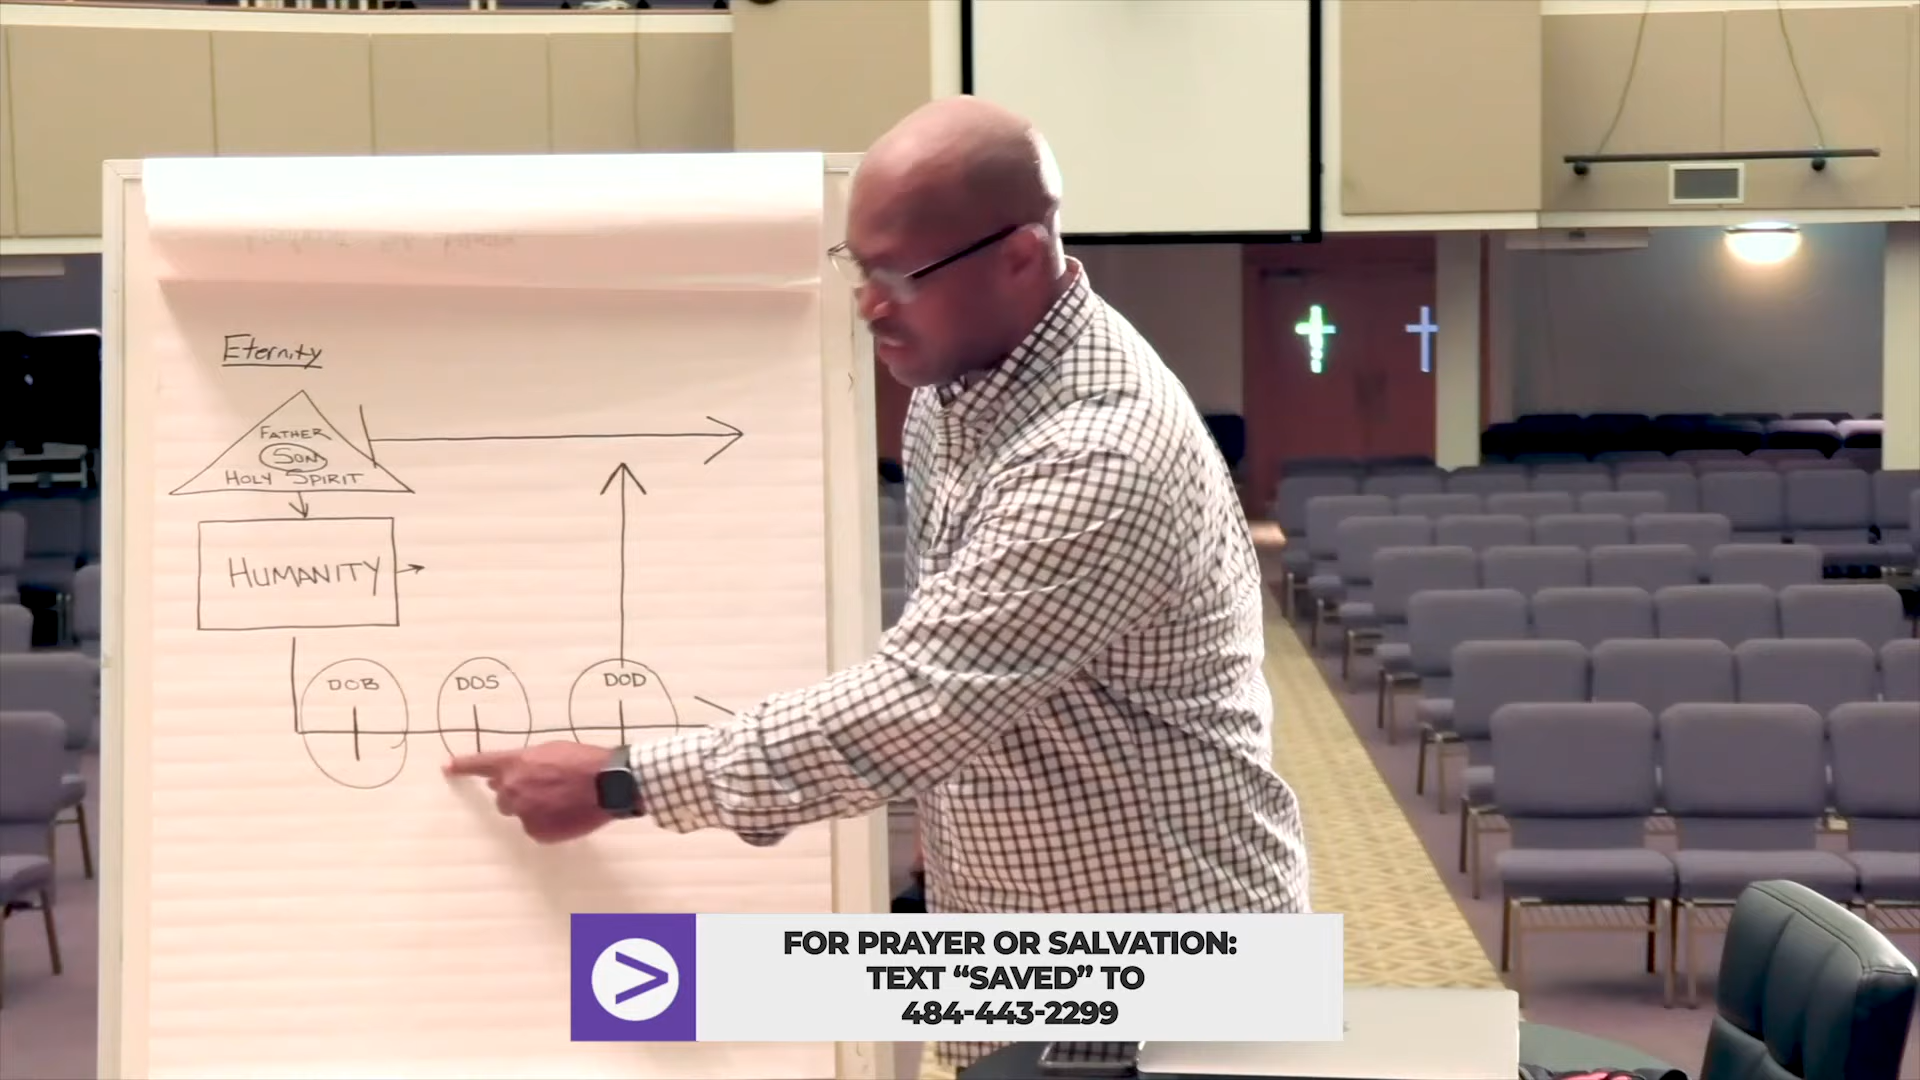 Eternity
FATHER
SON
HOLY SPIRIT
HUMANITY
DOB DOS DOD
FOR PRAYER OR SALVATION:
TEXT “SAVED” TO
484-443-2299